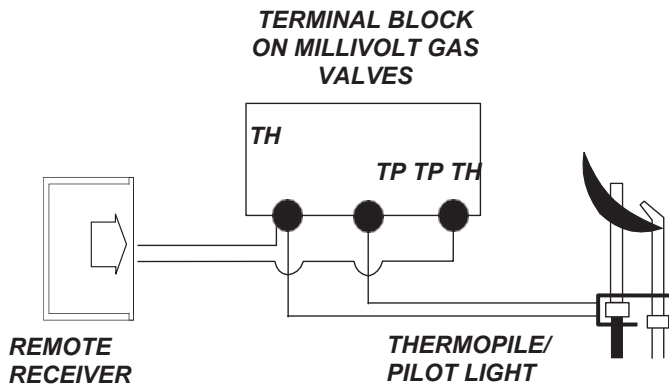 TERMINAL BLOCK
ON MILLIVOLT GAS
VALVES
TH
TP TP TH
REMOTE
RECEIVER
THERMOPILE/
PILOT LIGHT